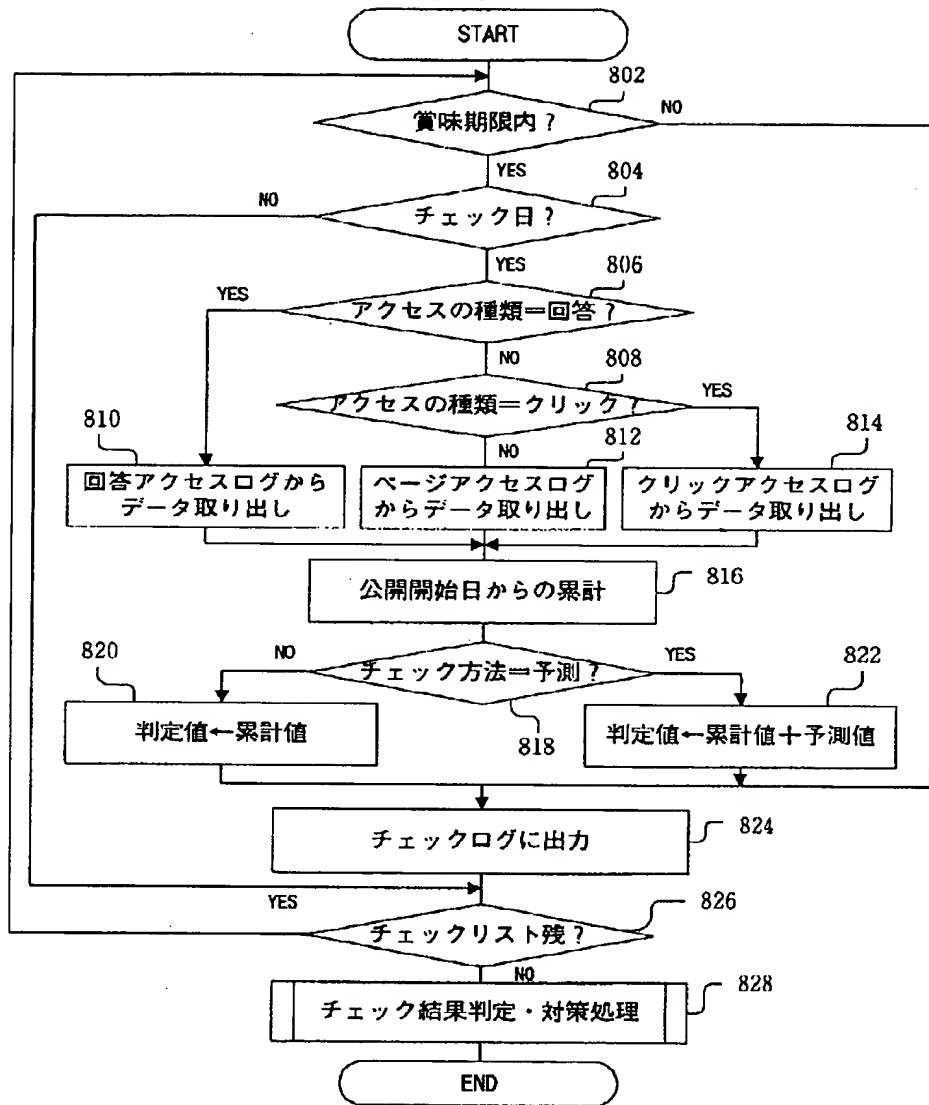 START
802
NO
賞味期限内？
YES
804
NO
チェック日？
YES
806
YES
アクセスの種類＝回答？
NO
808
YES
アクセスの種類＝クリック？
810
NO
812
814
回答アクセスログから
データ取り出し
ページアクセスログ
からデータ取り出し
クリックアクセスログ
からデータ取り出し
公開開始日からの累計
816
820
NO
チェック方法＝予測？
YES
822
818
判定値←累計値
判定値←累計値＋予測値
チェックログに出力
824
YES
826
チェックリスト残？
NO
チェック結果判定・対策処理
828
END